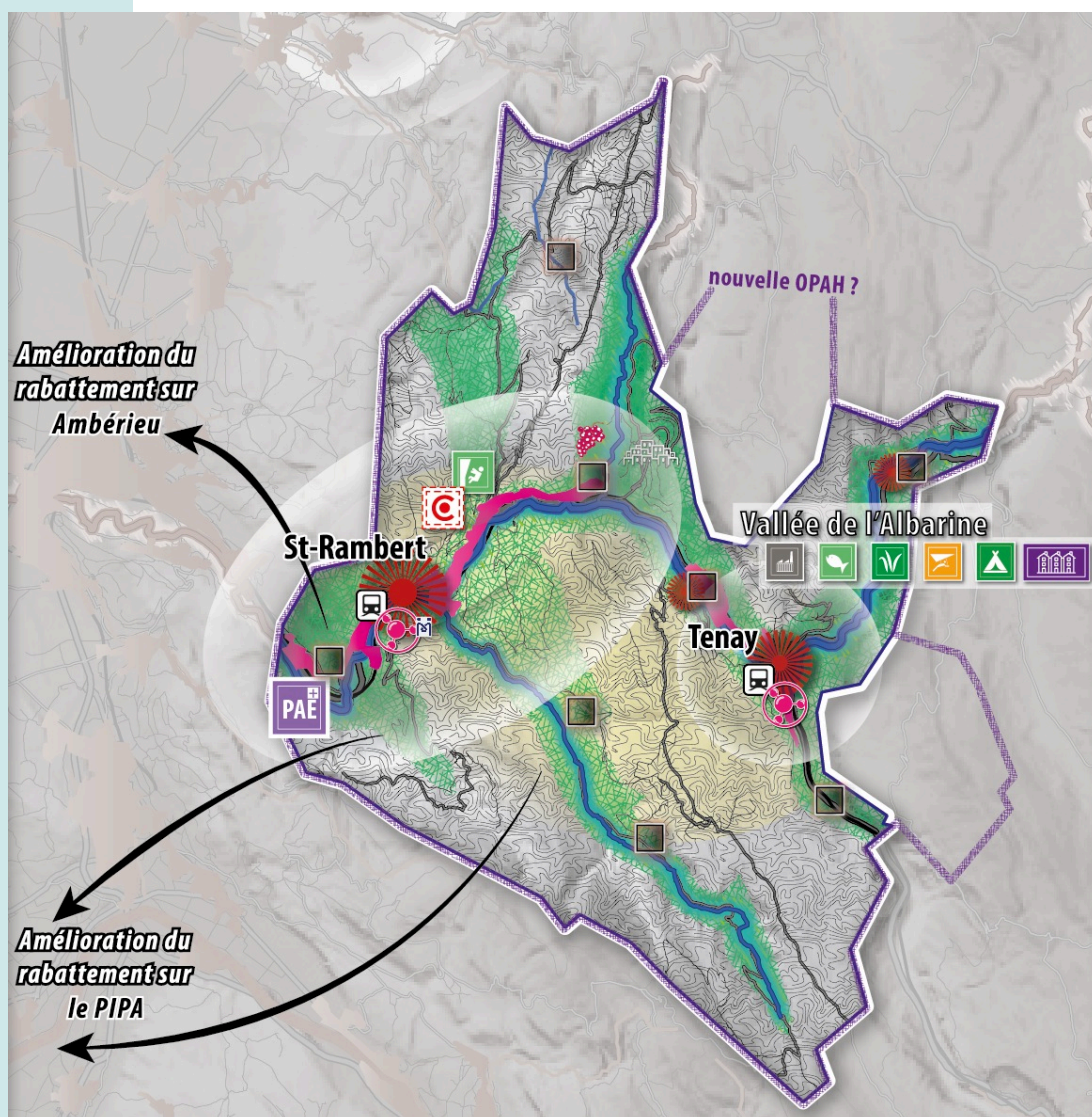 nouvelle OPAH ?
Amélioration du
rabattement sur
Ambérieu
St-Rambert
Vallée de l'Albarine
Tenay
PAE
Amélioration du
rabattement sur
le PIPA